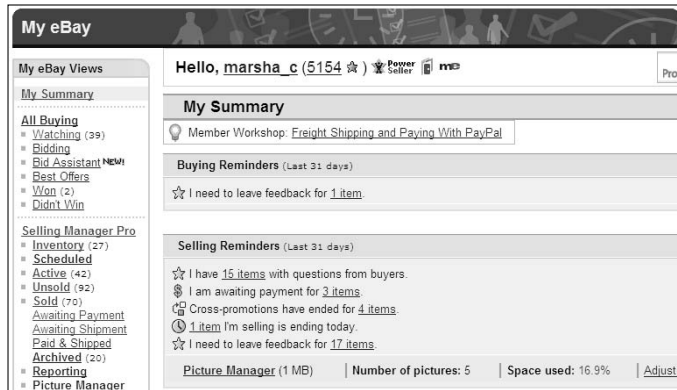 My eBay
My eBay Views
My Summary
All Buying
Watching (39)
Bidding
Bid Assistant NEW!
Best Offers
Won (2)
Didn't Win
Selling Manager Pro
Inventory (27)
Scheduled
Active (42)
Unsold (92)
Sold (70)
Awaiting Payment
Awaiting Shipment
Paid & Shipped
Archived (20)
Reporting
Picture Manager
Hello, marsha_c (5154 ) Power Seller me
Pro
My Summary
Member Workshop: Freight Shipping and Paying With PayPal
Buying Reminders (Last 31 days)
I need to leave feedback for 1 item.
Selling Reminders (Last 31 days)
I have 15 items with questions from buyers.
I am awaiting payment for 3 items.
Cross-promotions have ended for 4 items.
1 item I'm selling is ending today.
I need to leave feedback for 17 items.
Picture Manager (1 MB) Number of pictures: 5 Space used: 16.9% Adjust